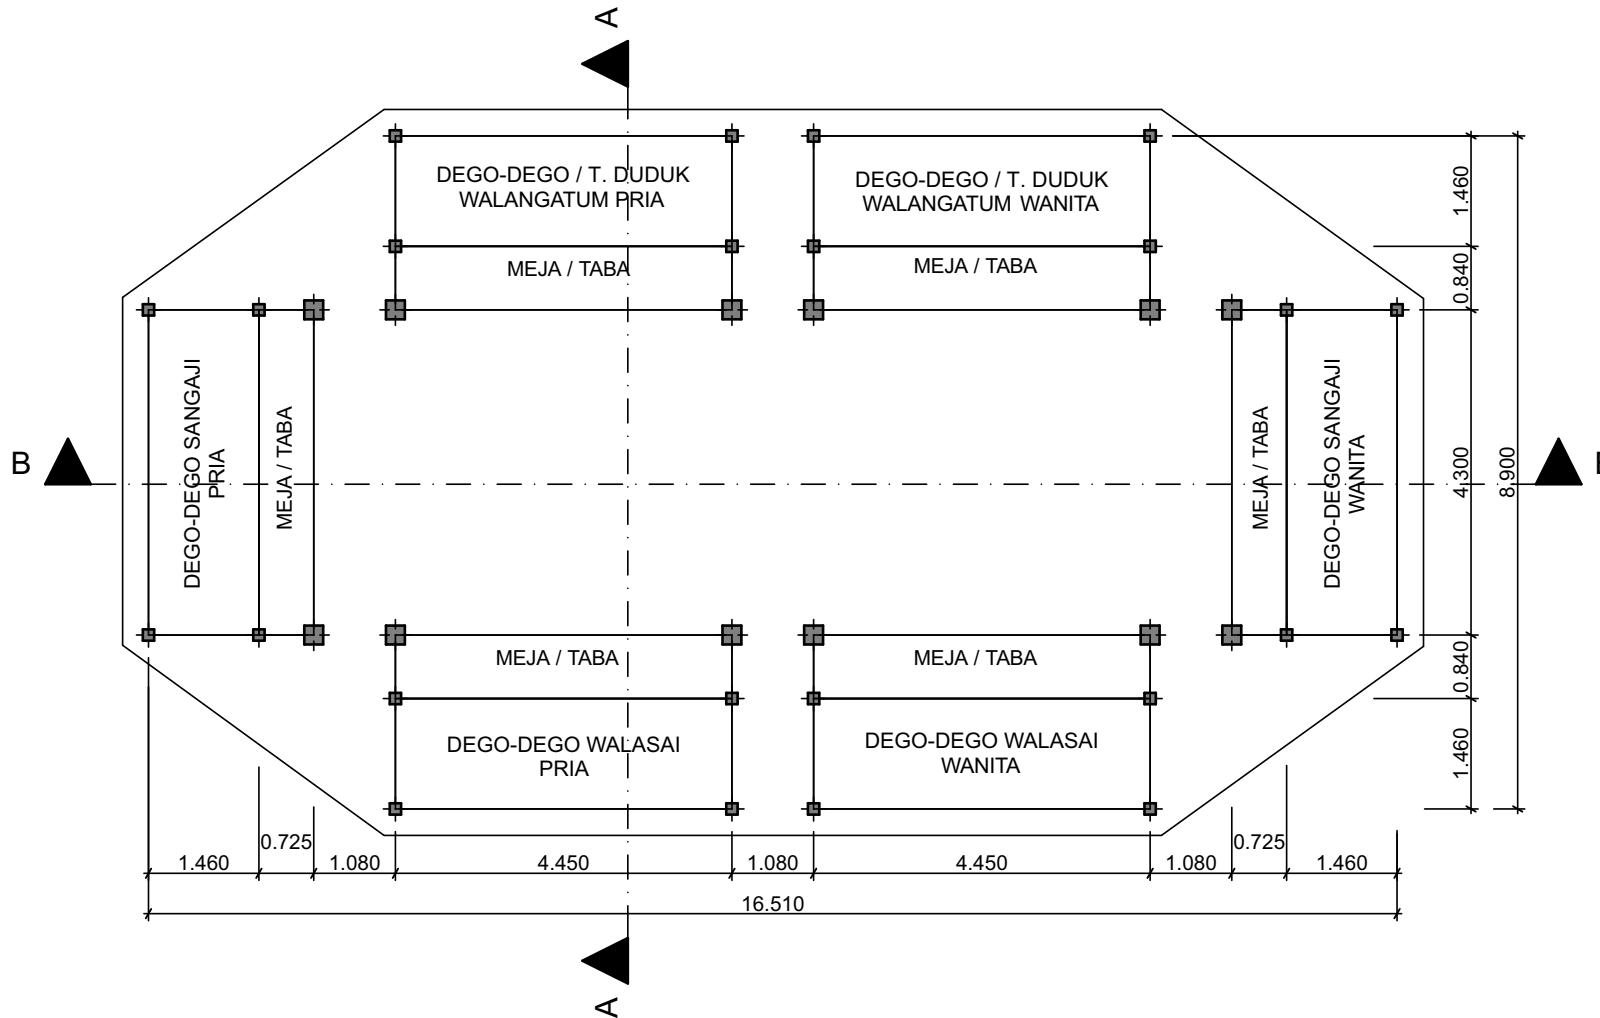 A
DEGO-DEGO / T. DUDUK
WALANGATUM PRIA
DEGO-DEGO / T. DUDUK
WALANGATUM WANITA
MEJA / TABA
MEJA / TABA
1.460
0.840
4.300
8.900
0.840
1.460
B
DEGO-DEGO SANGAJI
PRIA
MEJA / TABA
MEJA / TABA
DEGO-DEGO SANGAJI
WANITA
MEJA / TABA
MEJA / TABA
DEGO-DEGO WALASAI
PRIA
DEGO-DEGO WALASAI
WANITA
1.460
0.725
1.080
4.450
1.080
4.450
1.080
0.725
1.460
16.510
A